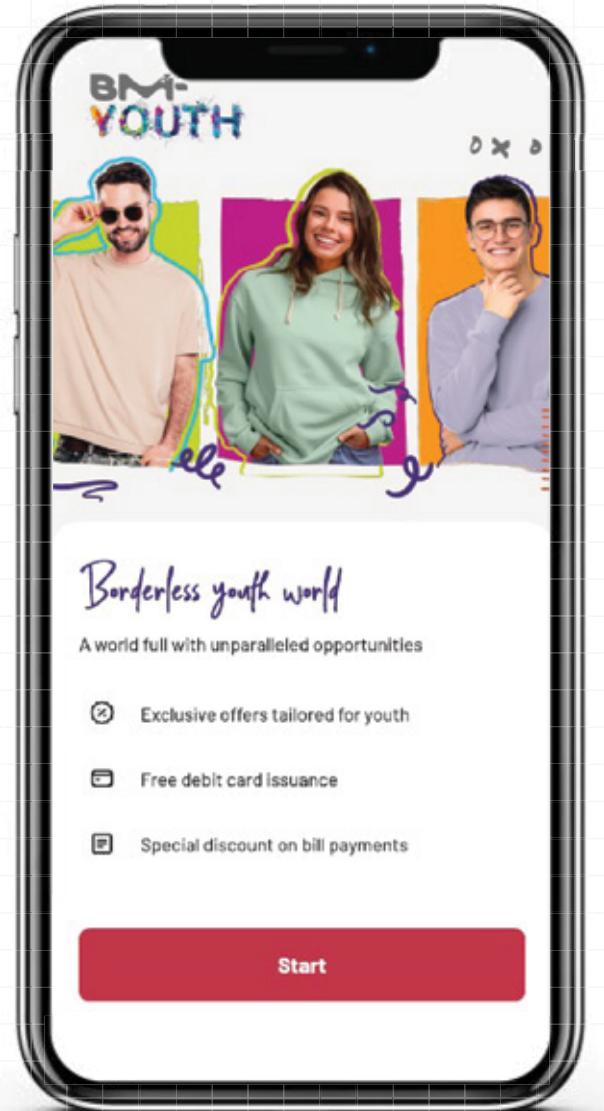 BM-
YOUTH
Borderless youth world
A world full with unparalleled opportunities
Exclusive offers tailored for youth
Free debit card issuance
Special discount on bill payments
Start